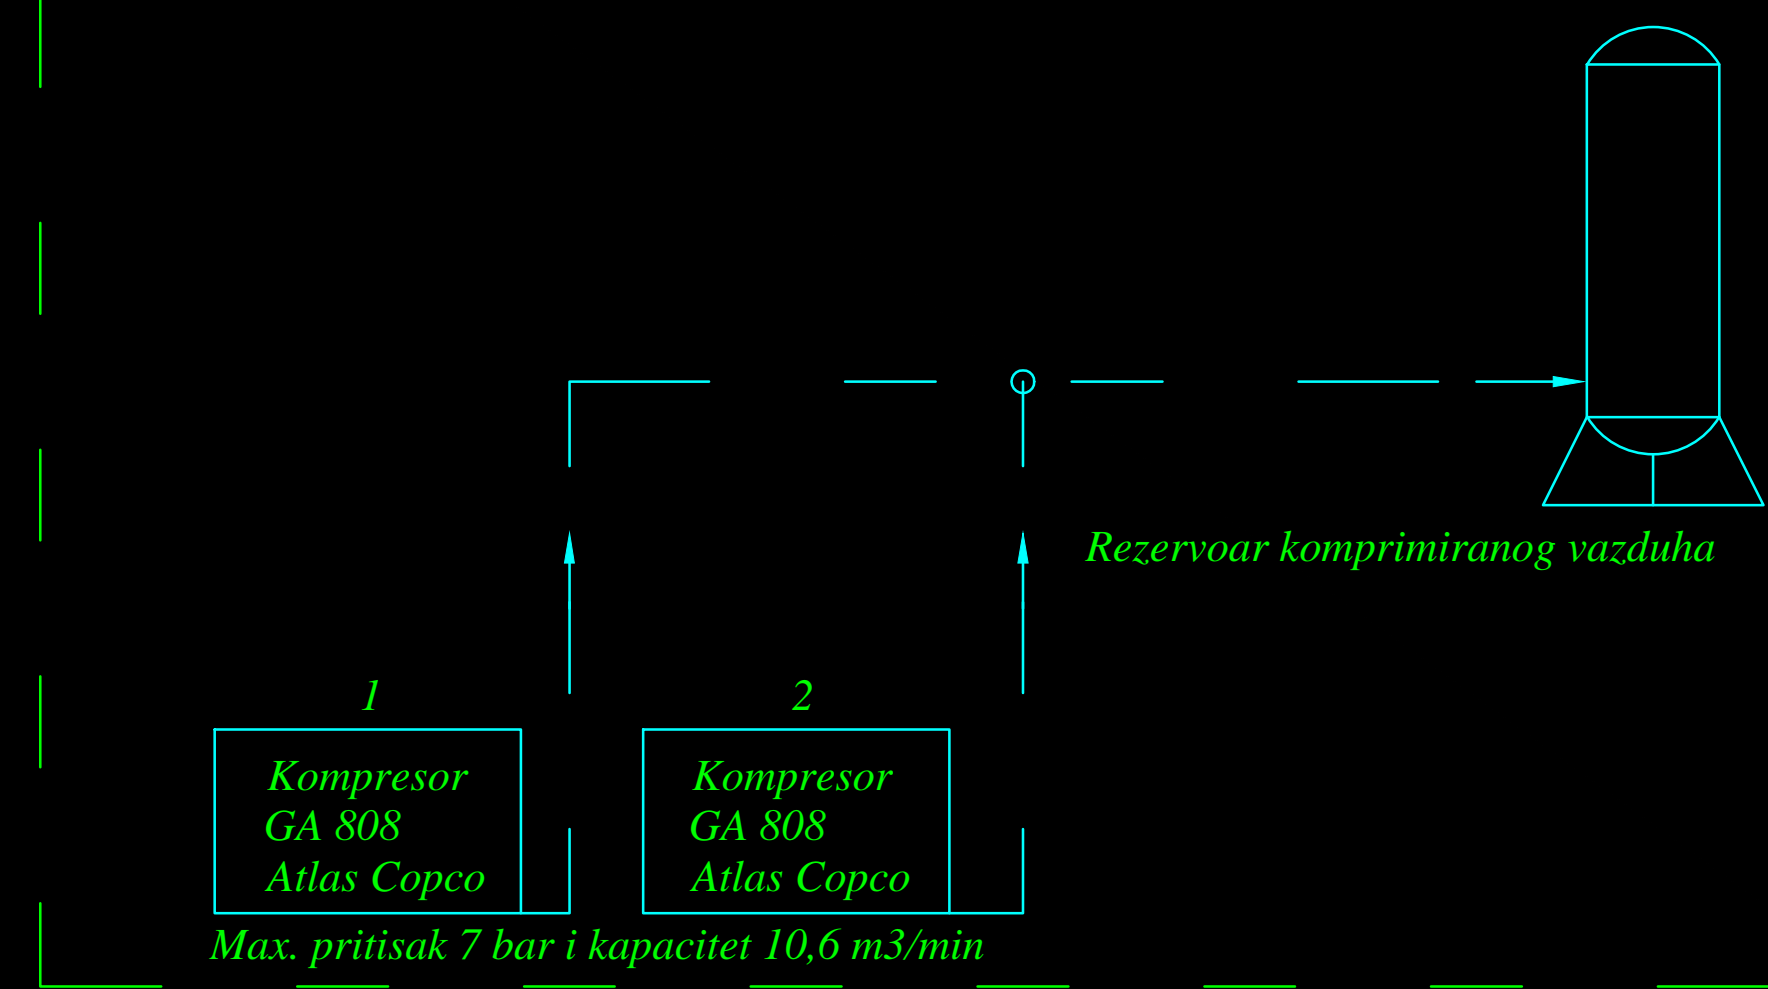 Rezervoar komprimiranog vazduha
1
2
Kompresor
GA 808
Atlas Copco
Kompresor
GA 808
Atlas Copco
Max. pritisak 7 bar i kapacitet 10,6 m3/min